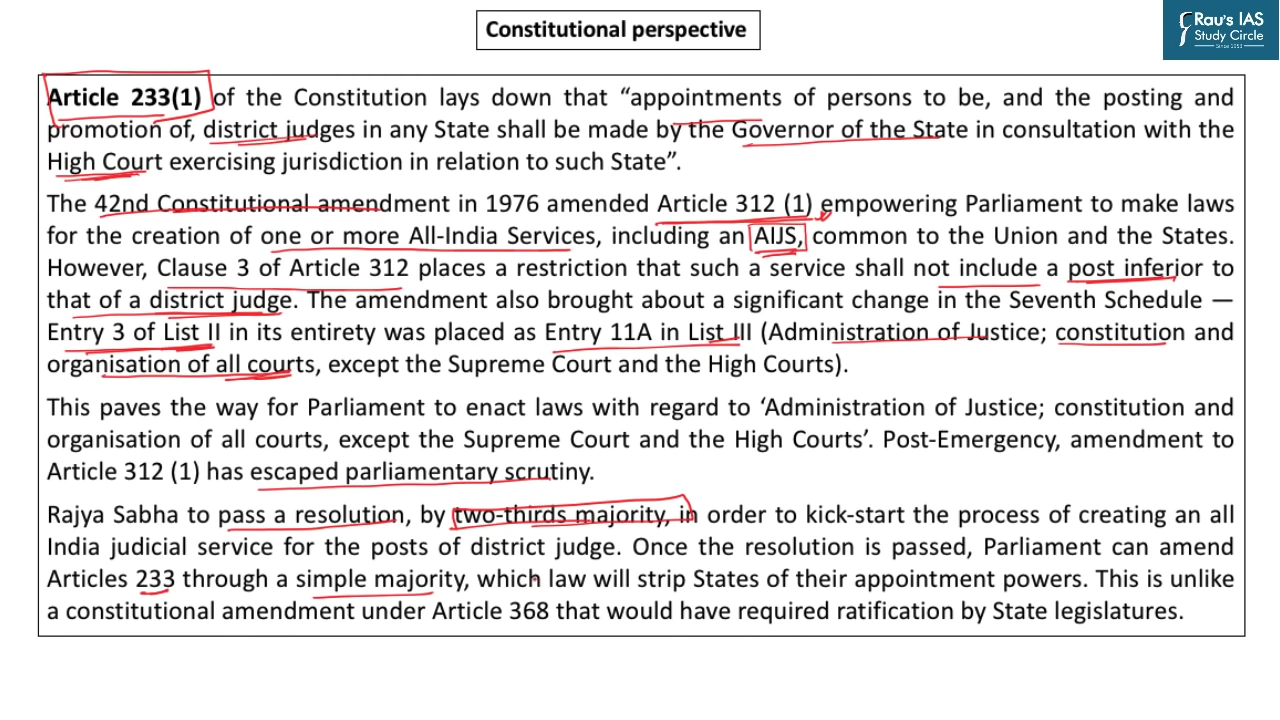 Constitutional perspective
Rau's IAS
Study Circle
Since 1953
Article 233(1) of the Constitution lays down that “appointments of persons to be, and the posting and
promotion of, district judges in any State shall be made by the Governor of the State in consultation with the
High Court exercising jurisdiction in relation to such State”.
The 42nd Constitutional amendment in 1976 amended Article 312 (1) empowering Parliament to make laws
for the creation of one or more All-India Services, including an AIJS, common to the Union and the States.
However, Clause 3 of Article 312 places a restriction that such a service shall not include a post inferior to
that of a district judge. The amendment also brought about a significant change in the Seventh Schedule —
Entry 3 of List II in its entirety was placed as Entry 11A in List III (Administration of Justice; constitution and
organisation of all courts, except the Supreme Court and the High Courts).
This paves the way for Parliament to enact laws with regard to ‘Administration of Justice; constitution and
organisation of all courts, except the Supreme Court and the High Courts’. Post-Emergency, amendment to
Article 312 (1) has escaped parliamentary scrutiny.
Rajya Sabha to pass a resolution, by two-thirds majority, in order to kick-start the process of creating an all
India judicial service for the posts of district judge. Once the resolution is passed, Parliament can amend
Articles 233 through a simple majority, which law will strip States of their appointment powers. This is unlike
a constitutional amendment under Article 368 that would have required ratification by State legislatures.